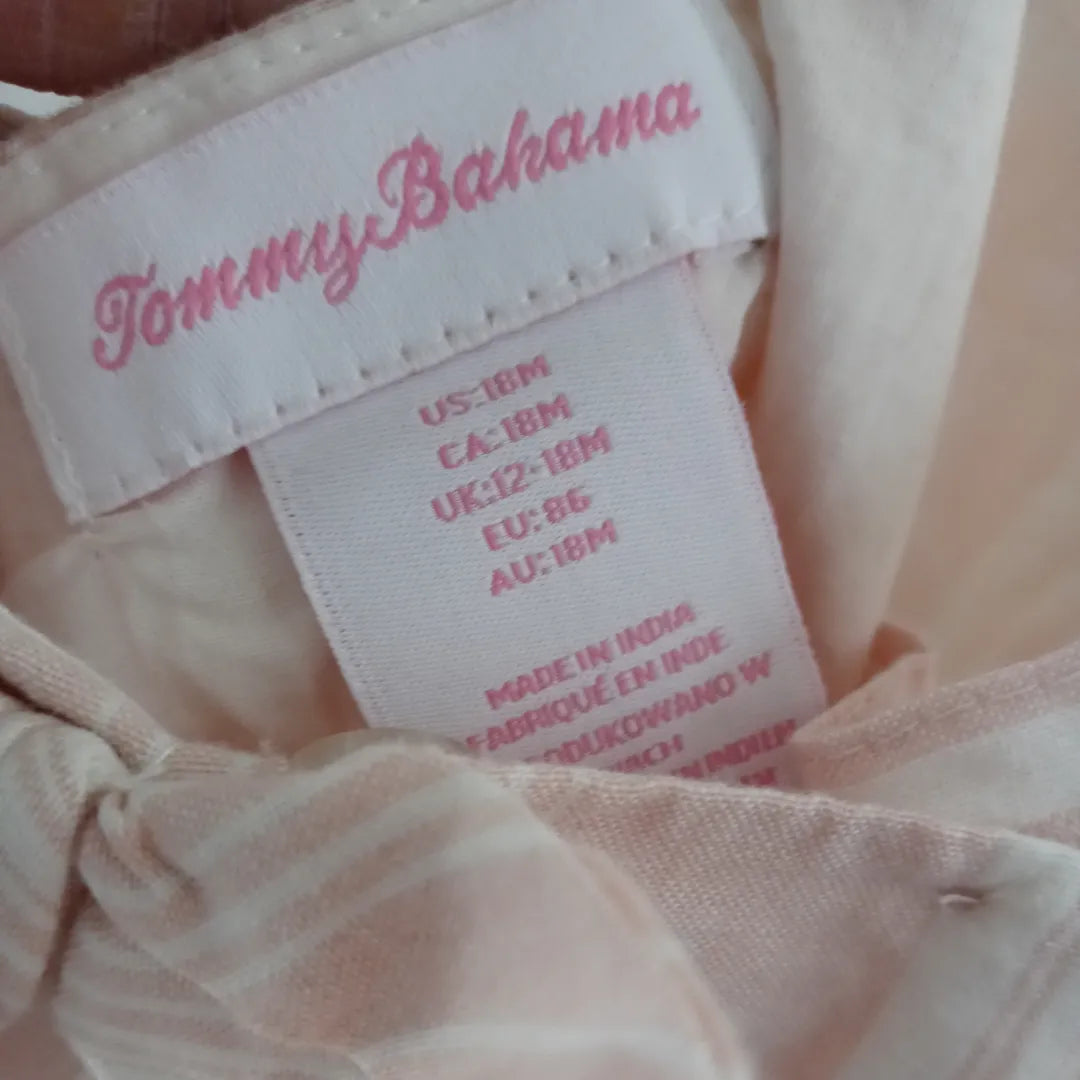 Tommy Bahama
US:18M
CA:18M
UK:12-18M
EU:86
AU:18M
MADE IN INDIA
FABRIQUÉ EN INDE
W